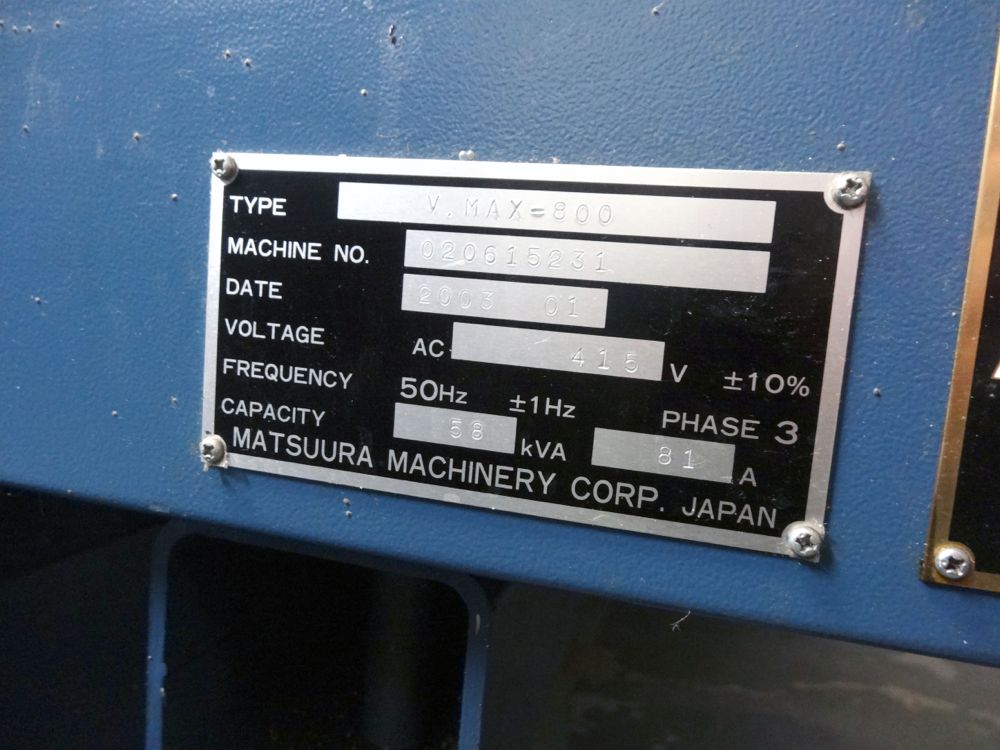 TYPE V.MAX=800
MACHINE NO. 020615231
DATE 2003 01
VOLTAGE AC 415 V ±10%
FREQUENCY 50Hz ±1Hz PHASE 3
CAPACITY 58 kVA 81 A
MATSUURA MACHINERY CORP. JAPAN